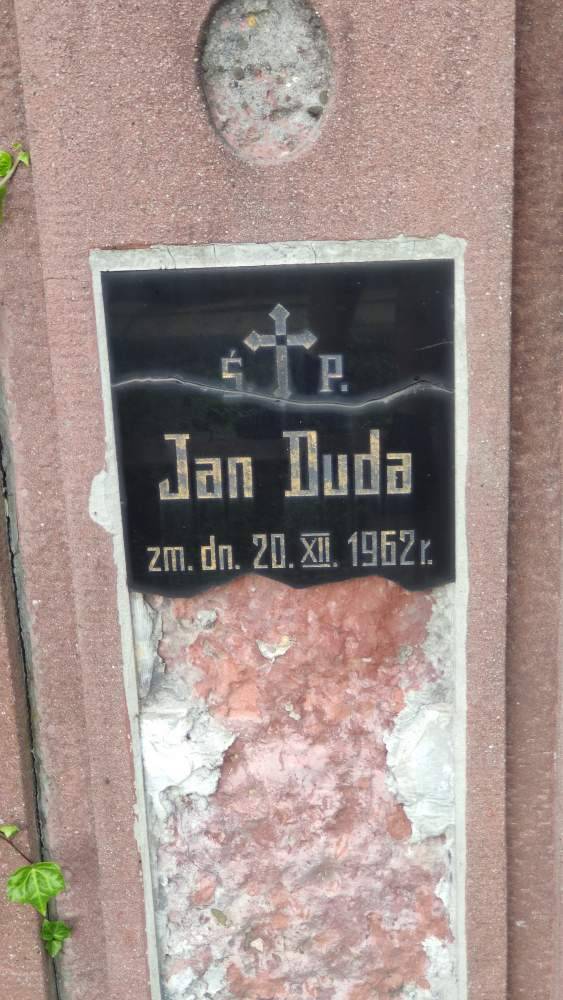 Ś P.
Jan Duda
zm. dn. 20. XII. 1962 r.